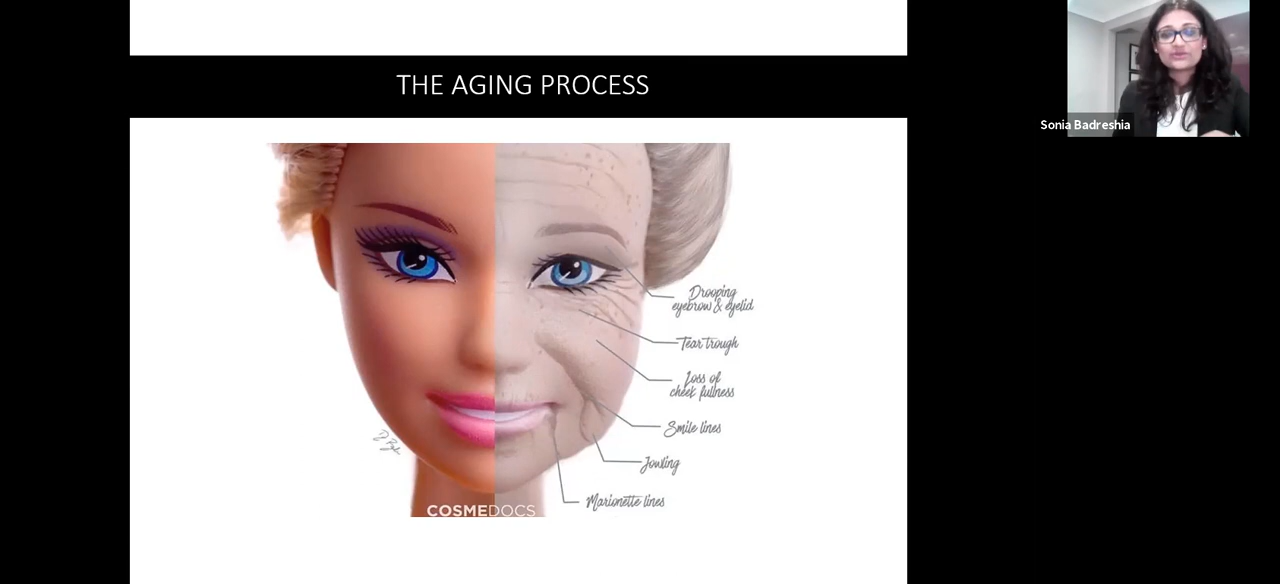 THE AGING PROCESS
Sonia Badreshia
Drooping
eyebrow & eyelid
Tear trough
Loss of
cheek fullness
Smile lines
Jowling
Marionette lines
COSMEDOCS